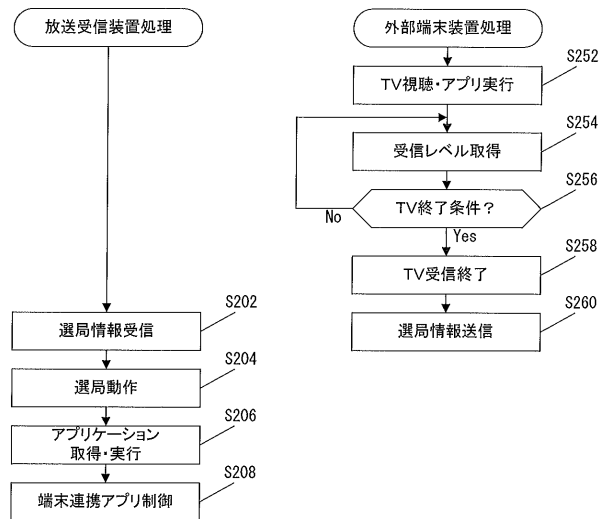 放送受信装置処理
S202
選局情報受信
S204
選局動作
S206
アプリケーション
取得・実行
S208
端末連携アプリ制御
外部端末装置処理
S252
TV視聴・アプリ実行
S254
受信レベル取得
S256
TV終了条件?
No
Yes
S258
TV受信終了
S260
選局情報送信